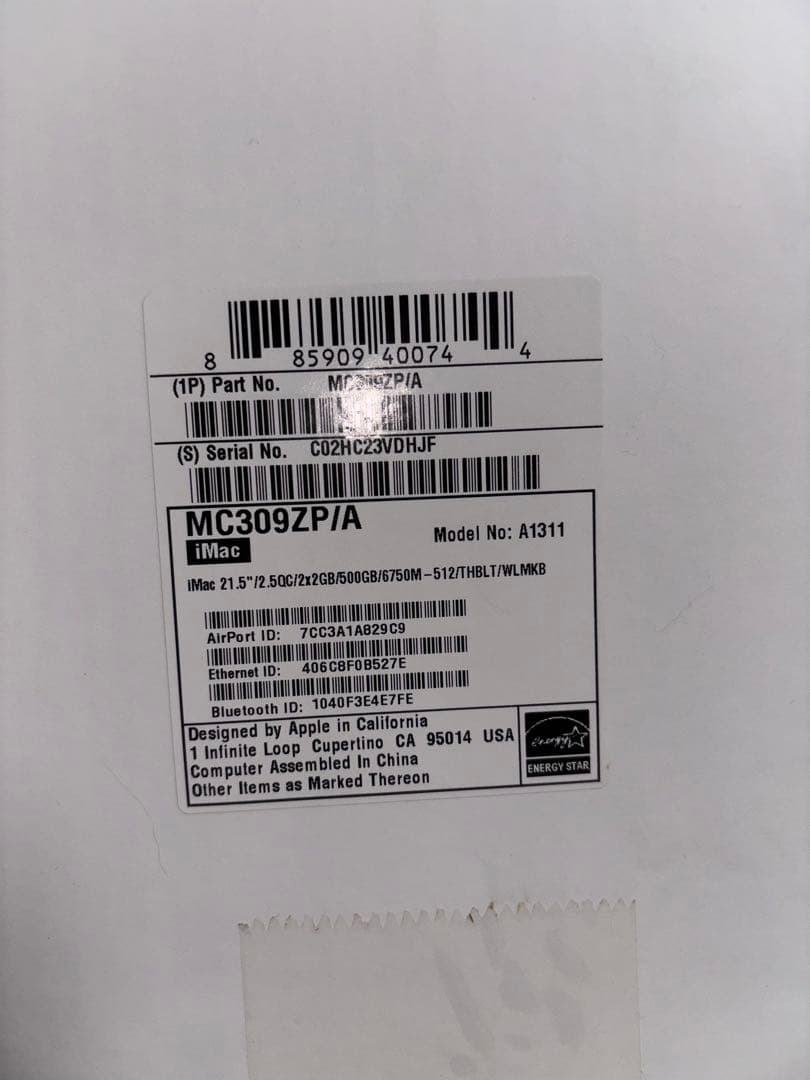 8 85909 40074 4
(1P) Part No. MC309ZP/A
(S) Serial No. C02HC23VDHJF
MC309ZP/A
Model No: A1311
iMac
iMac 21.5"/2.5QC/2x2GB/500GB/6750M-512/THBLT/WLMKB
AirPort ID: 7CC3A1A829C9
Ethernet ID: 406C8F0B527E
Bluetooth ID: 1040F3E4E7FE
Designed by Apple in California
1 Infinite Loop Cupertino CA 95014 USA
Computer Assembled In China
Other Items as Marked Thereon
energy
ENERGY STAR